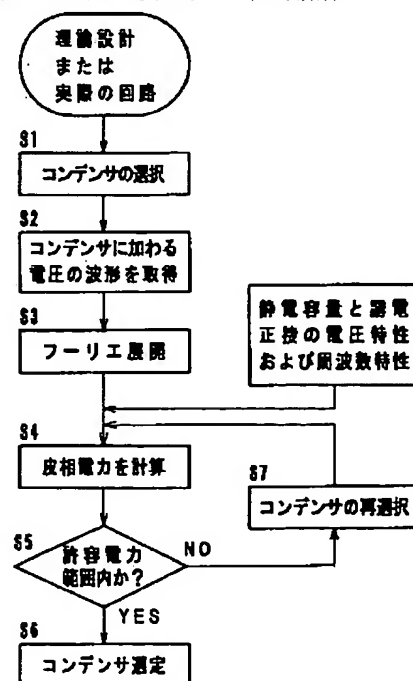 理論設計
または
実際の回路
S1
コンデンサの選択
S2
コンデンサに加わる
電圧の波形を取得
S3
フーリエ展開
静電容量と誘電
正接の電圧特性
および周波数特性
S4
皮相電力を計算
S7
コンデンサの再選択
S5
許容電力
範囲内か?
NO
YES
S6
コンデンサ選定